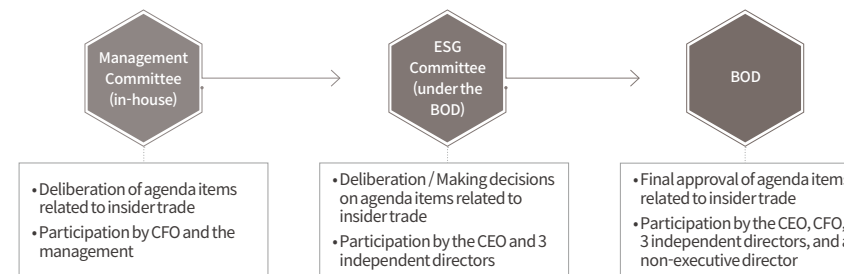 Management
Committee
(in-house)
ESG
Committee
(under the
BOD)
BOD
• Deliberation of agenda items
related to insider trade
• Participation by CFO and the
management
• Deliberation / Making decisions
on agenda items related to
insider trade
• Participation by the CEO and 3
independent directors
• Final approval of agenda items
related to insider trade
• Participation by the CEO, CFO,
3 independent directors, and a
non-executive director